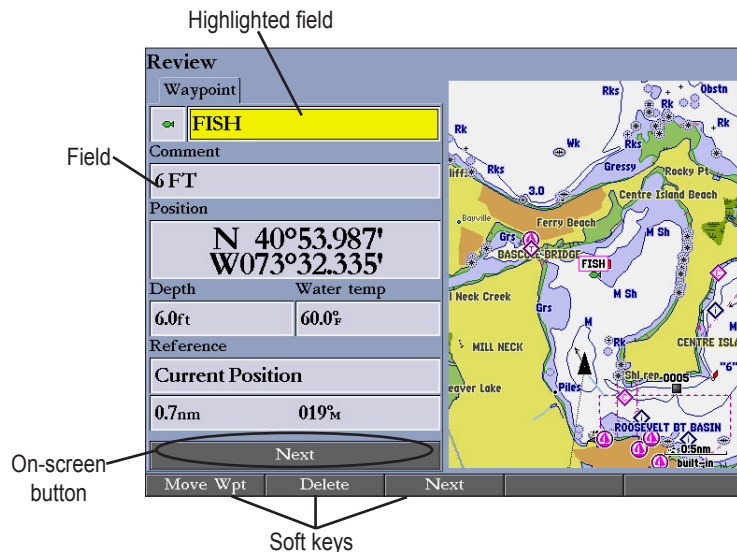 Highlighted field
Review
Waypoint
FISH
Comment
Field
6 FT
Position
N 40°53.987'
W073°32.335'
Depth Water temp
6.0ft 60.0°F
Reference
Current Position
0.7nm 019°M
Next
On-screen
button
Move Wpt Delete Next
Soft keys
Rks
Obstn
Rk
Rk
Rk
Wk
Rks
Gressy
Rks
Rocky Pt
3.0
Centre Island Beach
Bayville
Ferry Beach
Grs
M Sh
FISH
M Sh
l Neck Creek
Grs
M
M
MILL NECK
Rk
CENTRE ISLA
Shl rep
0005
"6"
eaver Lake
Piles
ROOSEVELT BT BASIN
0.5nm
built-in